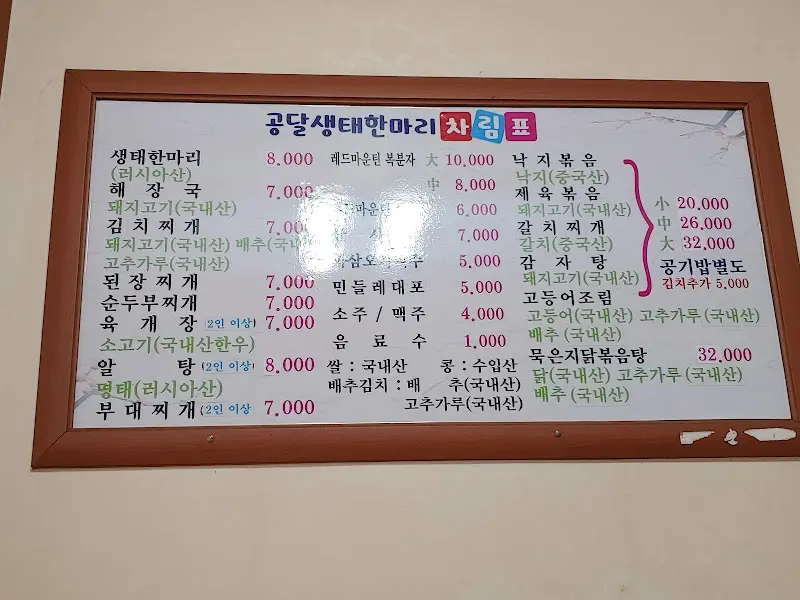 공달생태한마리차림표
생태한마리 8,000
(러시아산)
해장국 7,000
돼지고기(국내산)
김치찌개 7,000
돼지고기(국내산) 배추(국내
고추가루(국내산)
된장찌개 7,000
순두부찌개 7,000
육개장 (2인 이상) 7,000
소고기(국내산한우)
알탕 (2인 이상) 8,000
명태(러시아산)
부대찌개 (2인 이상 7,000
레드마운틴 복분자 大 10,000
中 8,000
6,000
7,000
5,000
민들레대포 5,000
소주 / 맥주 4,000
음료수 1,000
쌀 : 국내산 콩 : 수입산
배추김치 : 배추(국내산)
고추가루(국내산)
낙지볶음
낙지(중국산)
제육볶음
돼지고기(국내산)
갈치찌개
갈치(중국산)
감자탕
돼지고기(국내산)
고등어조림
고등어(국내산) 고추가루(국내산)
배추 (국내산)
小 20,000
中 26,000
大 32,000
공기밥별도
김치추가 5,000
묵은지닭볶음탕 32,000
닭(국내산) 고추가루(국내산)
배추 (국내산)